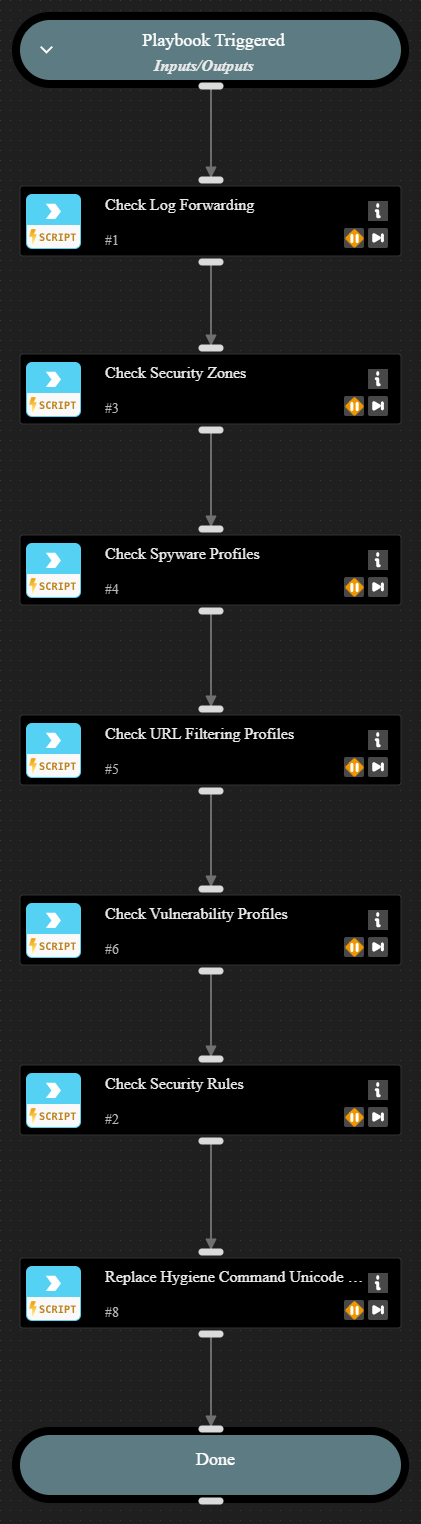 Playbook Triggered
Inputs/Outputs
Check Log Forwarding
SCRIPT
#1
Check Security Zones
SCRIPT
#3
Check Spyware Profiles
SCRIPT
#4
Check URL Filtering Profiles
SCRIPT
#5
Check Vulnerability Profiles
SCRIPT
#6
Check Security Rules
SCRIPT
#2
Replace Hygiene Command Unicode ...
SCRIPT
#8
Done